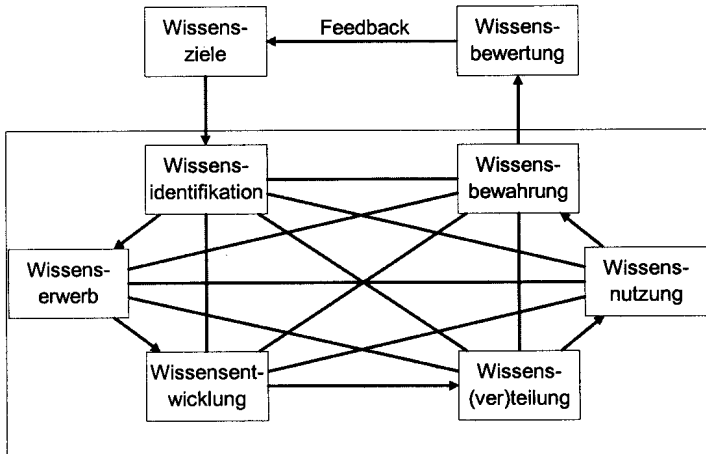 Wissens-
ziele
Feedback
Wissens-
bewertung
Wissens-
identifikation
Wissens-
bewahrung
Wissens-
erwerb
Wissens-
nutzung
Wissensent-
wicklung
Wissens-
(ver)teilung